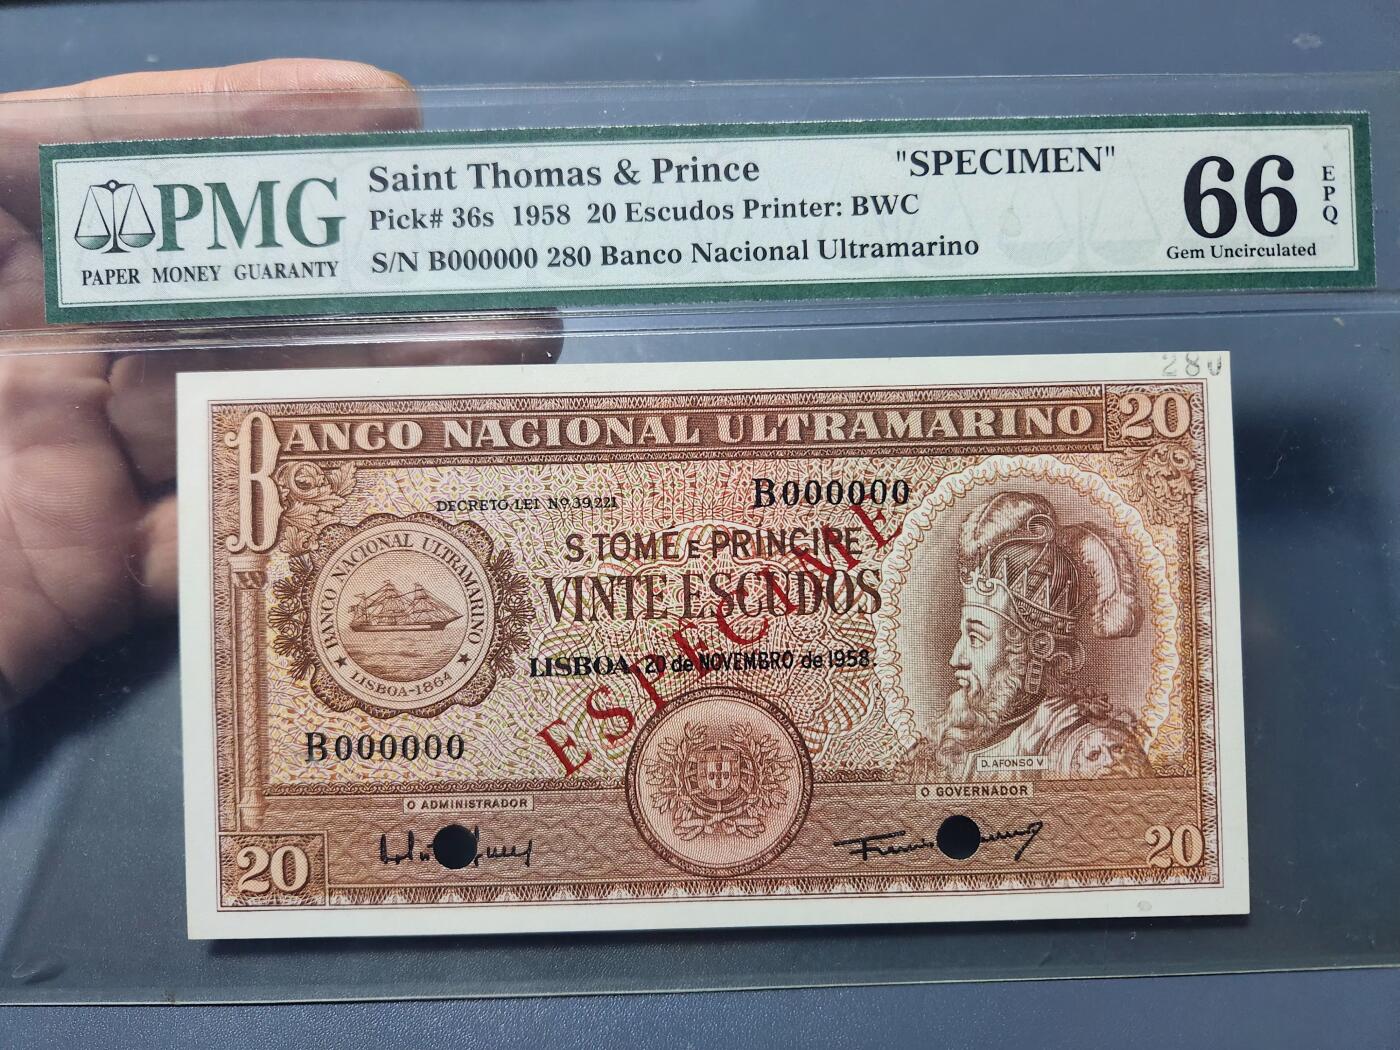 PMG
PAPER MONEY GUARANTY
Saint Thomas & Prince "SPECIMEN"
Pick# 36s 1958 20 Escudos Printer: BWC
S/N B000000 280 Banco Nacional Ultramarino
66
EPQ
Gem Uncirculated
280
BANCO NACIONAL ULTRAMARINO 20
DECRETO-LEI Nº 39,221
B000000
S. TOMÉ E PRÍNCIPE
VINTE ESCUDOS
LISBOA, 20 de NOVEMBRO de 1958.
ESPECIME
BANCO NACIONAL ULTRAMARINO
★ LISBOA-1864 ★
B000000
D. AFONSO V
O ADMINISTRADOR
O GOVERNADOR
20
20